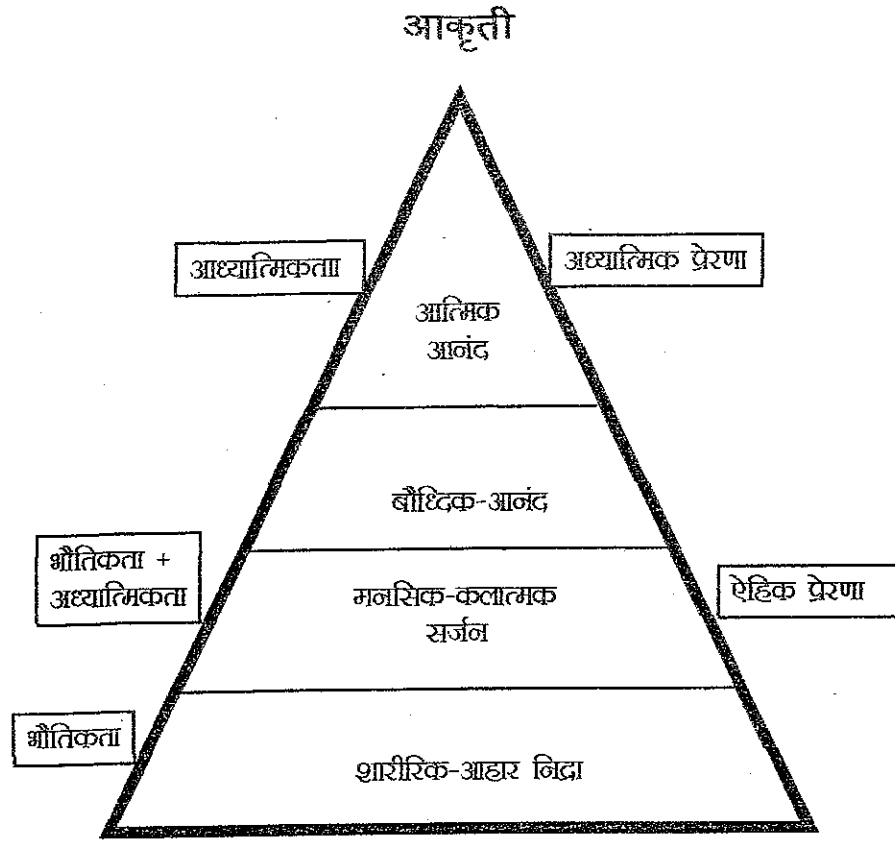 आकृती
आध्यात्मिकताा
अध्यात्मिक प्रेरणा
आत्मिक
आनंद
बौध्दिक-आनंद
भौतिकता +
अध्यात्मिकता
मनसिक-कलात्मक
सर्जन
ऐहिक प्रेरणा
भौतिकता
शारीरिक-आहार निद्रा